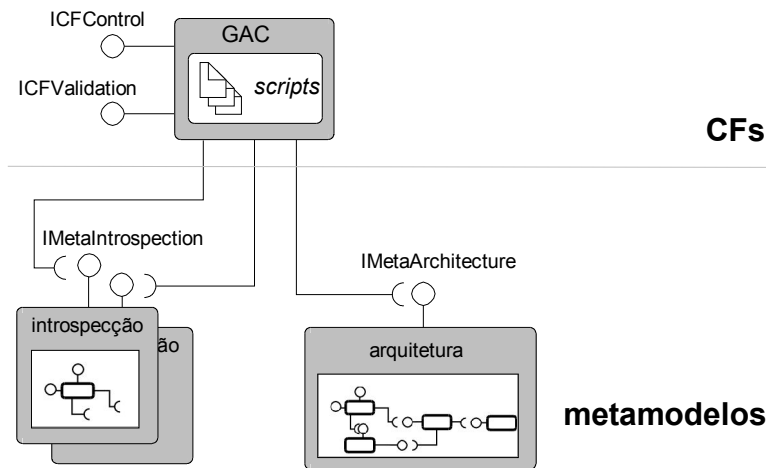 ICFControl
GAC
ICFValidation
scripts
CFs
IMetaIntrospection
IMetaArchitecture
introspecção
ão
arquitetura
metamodelos